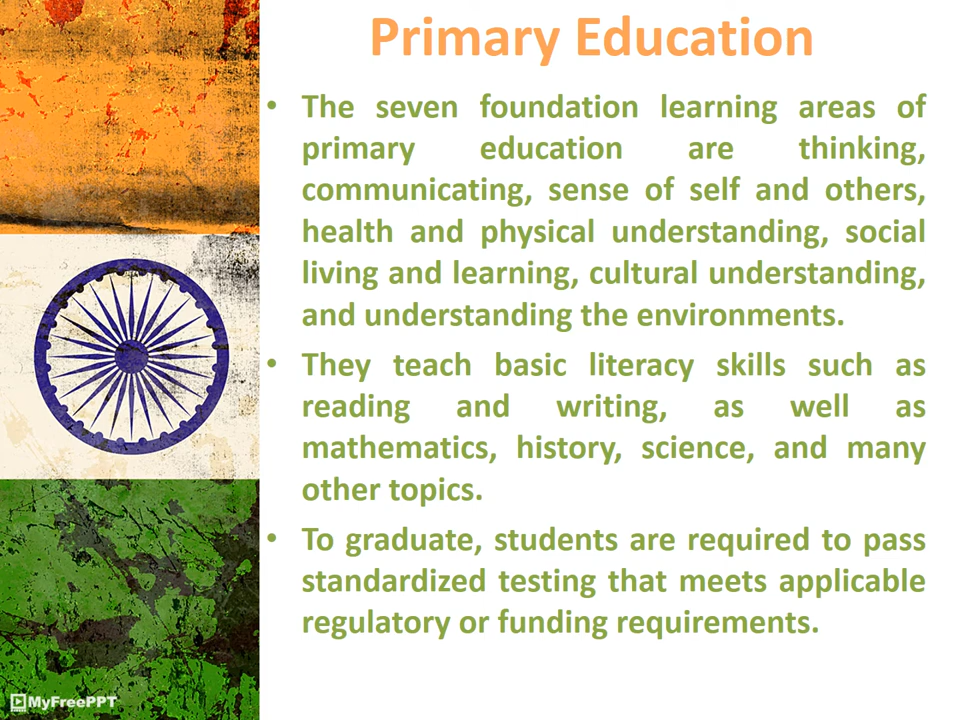 Primary Education
• The seven foundation learning areas of
primary education are thinking,
communicating, sense of self and others,
health and physical understanding, social
living and learning, cultural understanding,
and understanding the environments.
• They teach basic literacy skills such as
reading and writing, as well as
mathematics, history, science, and many
other topics.
• To graduate, students are required to pass
standardized testing that meets applicable
regulatory or funding requirements.
MyFreePPT